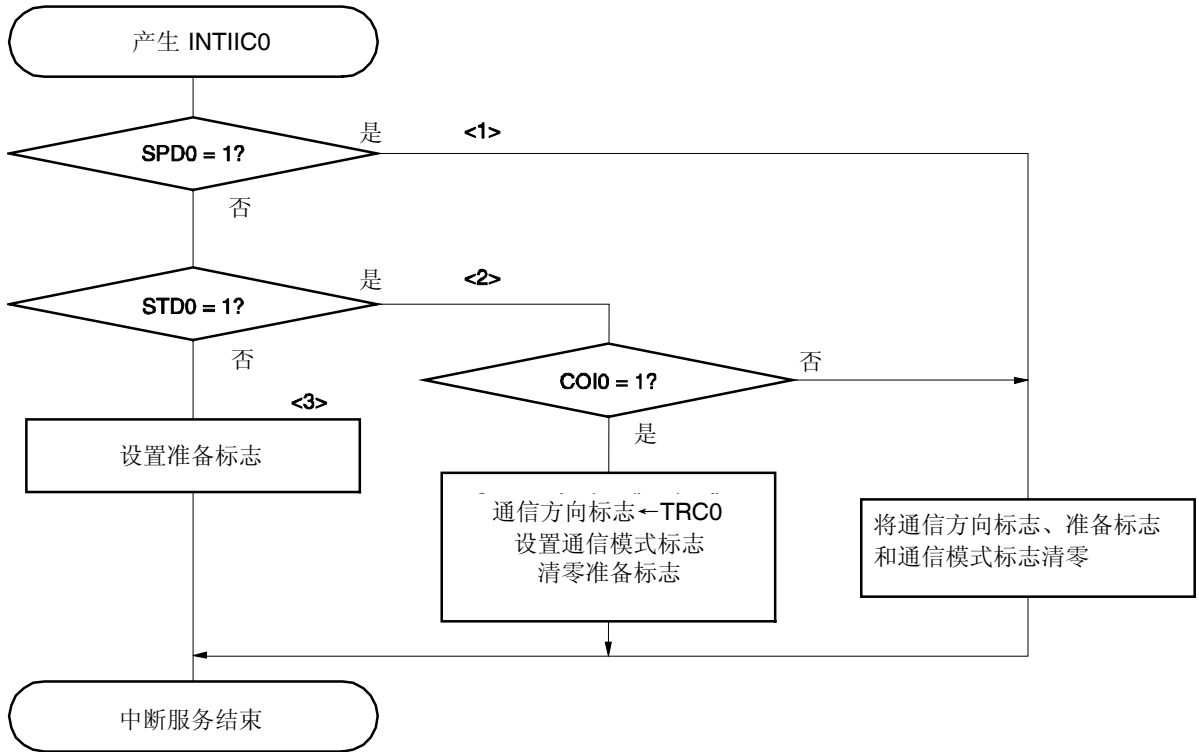 产生 INTIIC0
SPD0 = 1?
是
<1>
否
STD0 = 1?
是
<2>
否
COI0 = 1?
否
是
<3>
设置准备标志
通信方向标志←TRC0
设置通信模式标志
清零准备标志
将通信方向标志、准备标志
和通信模式标志清零
中断服务结束